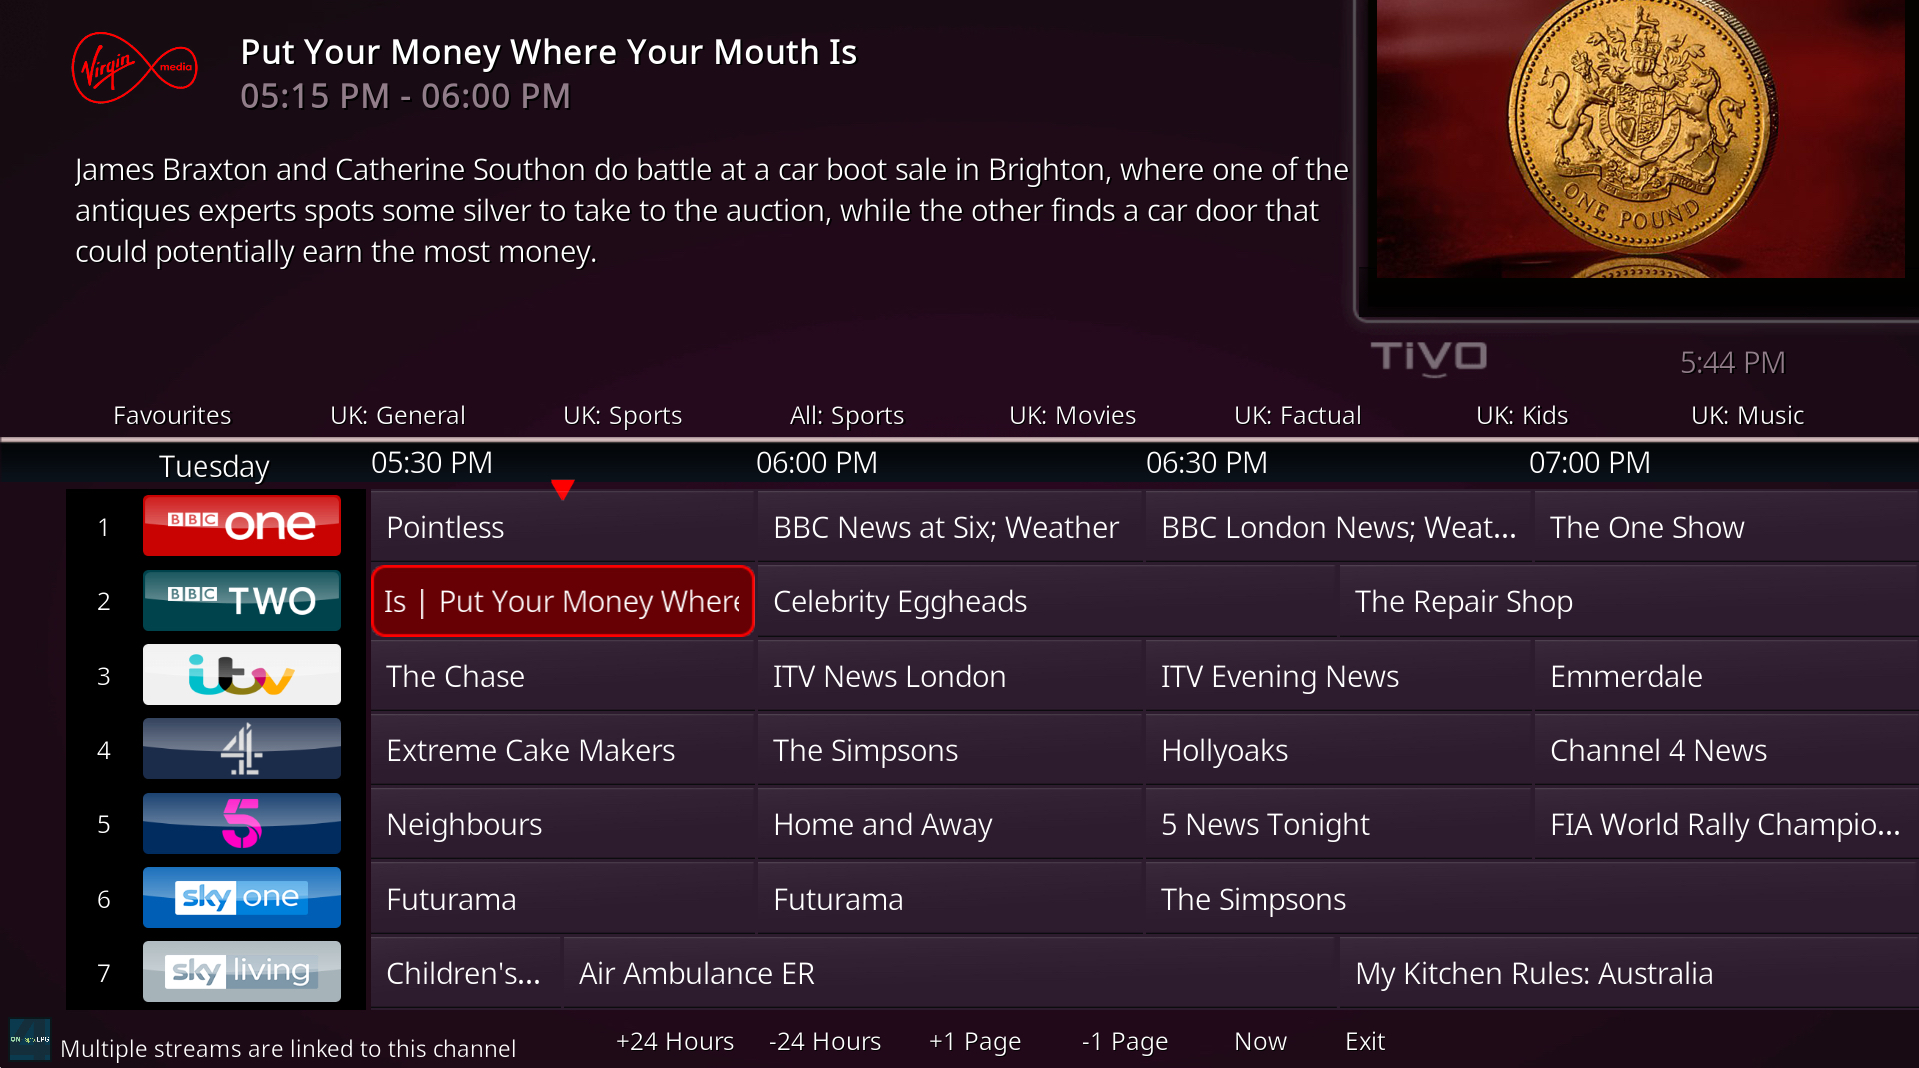 Virgin media
Put Your Money Where Your Mouth Is
05:15 PM - 06:00 PM
James Braxton and Catherine Southon do battle at a car boot sale in Brighton, where one of the
antiques experts spots some silver to take to the auction, while the other finds a car door that
could potentially earn the most money.
ONE POUND
TiVO
5:44 PM
Favourites UK: General UK: Sports All: Sports UK: Movies UK: Factual UK: Kids UK: Music
Tuesday 05:30 PM 06:00 PM 06:30 PM 07:00 PM
1 BBC one Pointless BBC News at Six; Weather BBC London News; Weat... The One Show
2 BBC TWO Is | Put Your Money Where Celebrity Eggheads The Repair Shop
3 itv The Chase ITV News London ITV Evening News Emmerdale
4 4 Extreme Cake Makers The Simpsons Hollyoaks Channel 4 News
5 5 Neighbours Home and Away 5 News Tonight FIA World Rally Champio...
6 sky one Futurama Futurama The Simpsons
7 sky living Children's... Air Ambulance ER My Kitchen Rules: Australia
Multiple streams are linked to this channel +24 Hours -24 Hours +1 Page -1 Page Now Exit